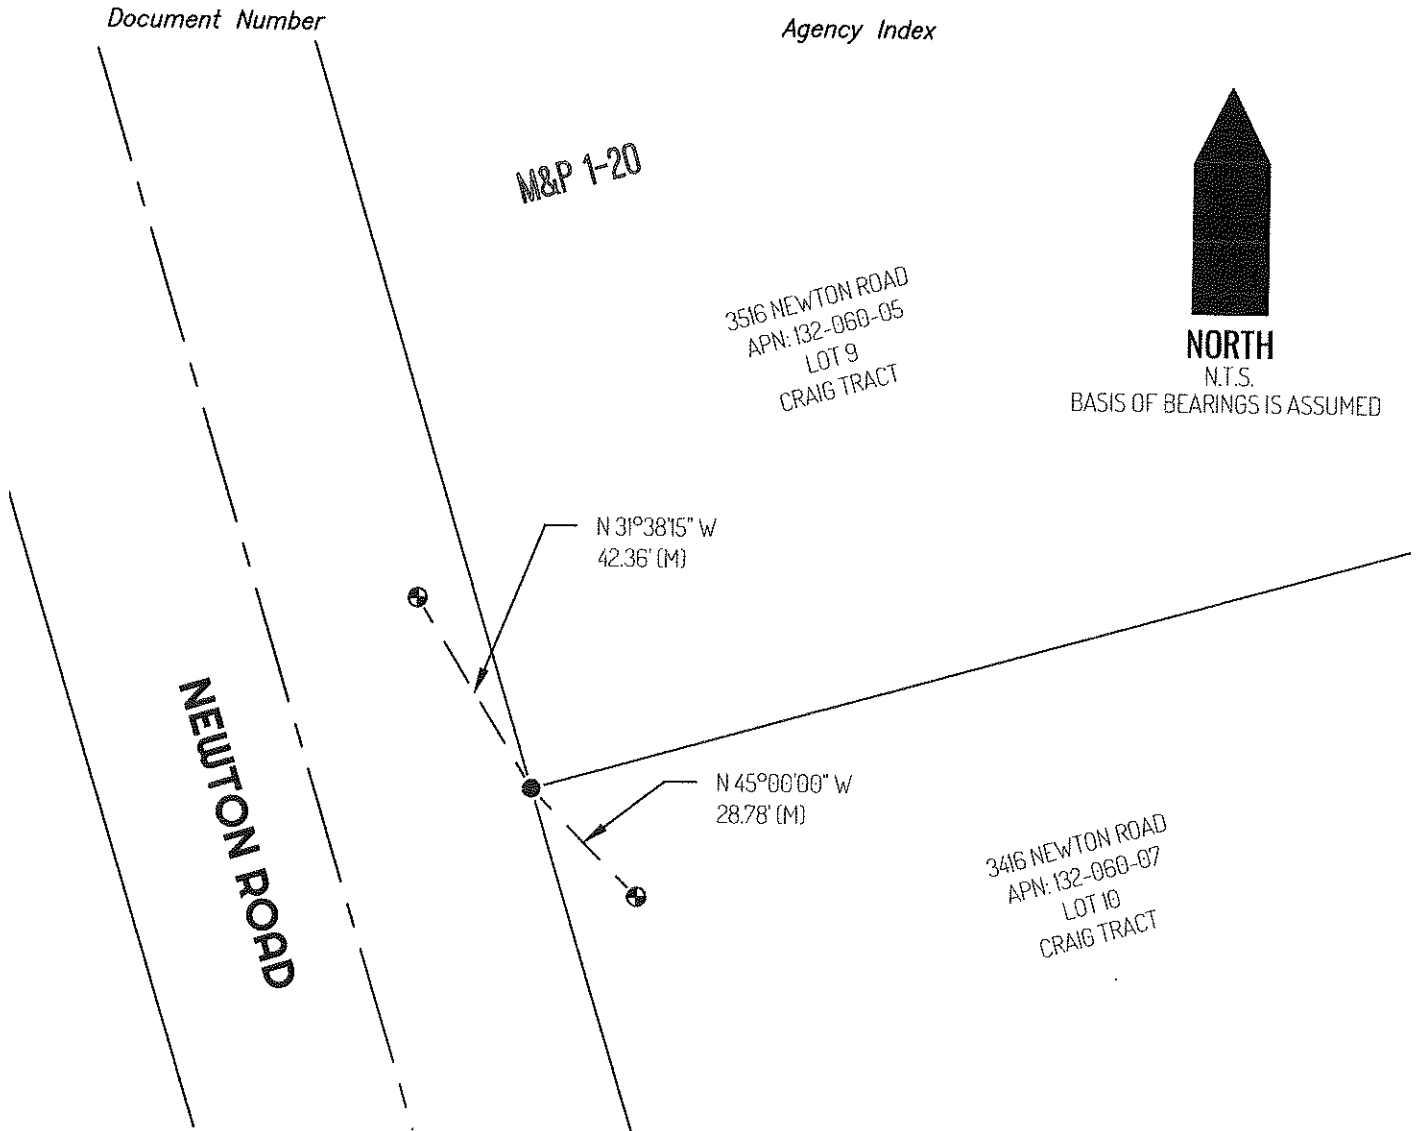 Document Number
Agency Index
M&P 1-20
3516 NEWTON ROAD
APN: 132-060-05
LOT 9
CRAIG TRACT
NORTH
N.T.S.
BASIS OF BEARINGS IS ASSUMED
N 31°38'15" W
42.36' (M)
NEWTON ROAD
N 45°00'00" W
28.78' (M)
3416 NEWTON ROAD
APN: 132-060-07
LOT 10
CRAIG TRACT